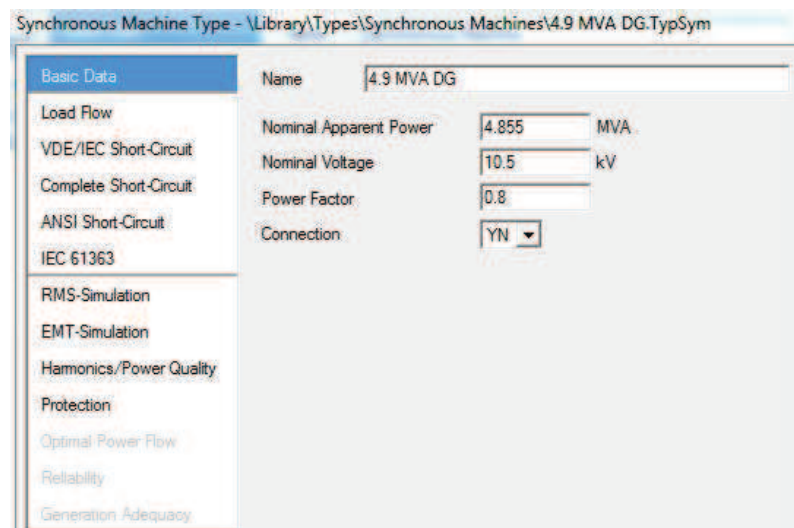 Synchronous Machine Type - \Library\Types\Synchronous Machines\4.9 MVA DG.TypSym
Basic Data
Load Flow
VDE/IEC Short-Circuit
Complete Short-Circuit
ANSI Short-Circuit
IEC 61363
RMS-Simulation
EMT-Simulation
Harmonics/Power Quality
Protection
Optimal Power Flow
Reliability
Generation Adequacy
Name 4.9 MVA DG
Nominal Apparent Power 4.855 MVA
Nominal Voltage 10.5 kV
Power Factor 0.8
Connection YN